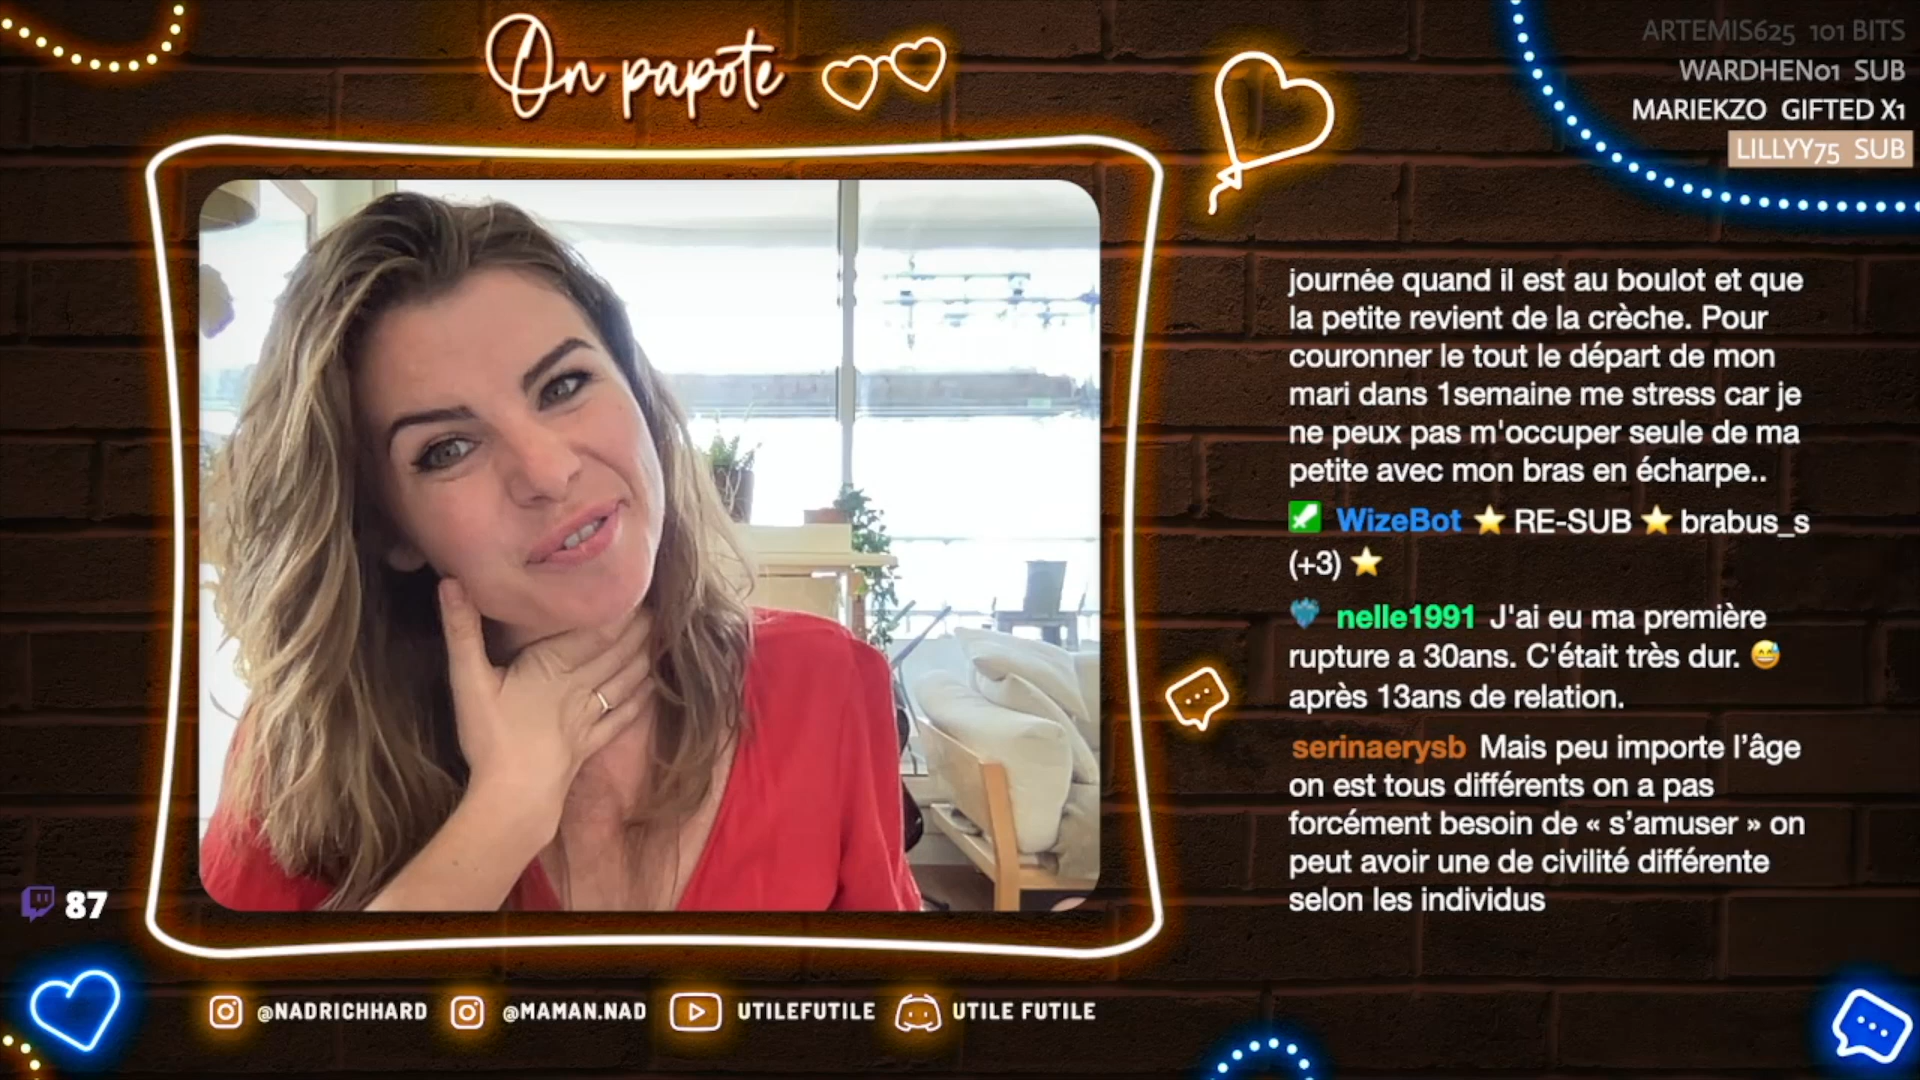 On papote
ARTEMIS625 101 BITS
WARDHEN01 SUB
MARIEKZO GIFTED X1
LILLYY75 SUB
journée quand il est au boulot et que
la petite revient de la crèche. Pour
couronner le tout le départ de mon
mari dans 1semaine me stress car je
ne peux pas m'occuper seule de ma
petite avec mon bras en écharpe..
WizeBot ⭐ RE-SUB ⭐ brabus_s
(+3) ⭐
nelle1991 J'ai eu ma première
rupture a 30ans. C'était très dur. 😅
après 13ans de relation.
serinaerysb Mais peu importe l’âge
on est tous différents on a pas
forcément besoin de « s’amuser » on
peut avoir une de civilité différente
selon les individus
87
@NADRICHHARD @MAMAN.NAD UTILEFUTILE UTILE FUTILE